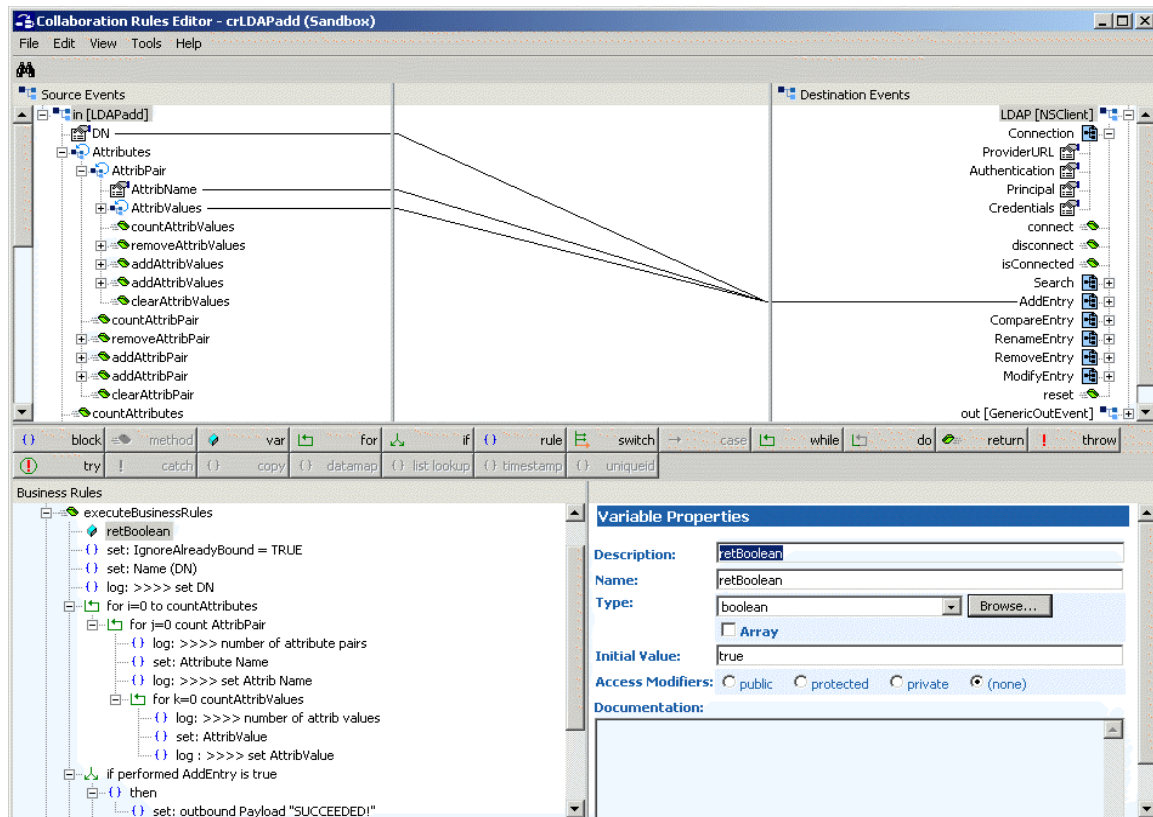 Collaboration Rules Editor - crLDAPadd (Sandbox)
File Edit View Tools Help
Source Events
in [LDAPadd]
DN
Attributes
AttribPair
AttribName
AttribValues
countAttribValues
removeAttribValues
addAttribValues
addAttribValues
clearAttribValues
countAttribPair
removeAttribPair
addAttribPair
addAttribPair
clearAttribPair
countAttributes
Destination Events
LDAP [NSClient]
Connection
ProviderURL
Authentication
Principal
Credentials
connect
disconnect
isConnected
Search
AddEntry
CompareEntry
RenameEntry
RemoveEntry
ModifyEntry
reset
out [GenericOutEvent]
{} block method var for if {} rule switch case while do return ! throw
! try ! catch {} copy {} datamap {} list lookup {} timestamp {} uniqueid
Business Rules
executeBusinessRules
retBoolean
{} set: IgnoreAlreadyBound = TRUE
{} set: Name (DN)
{} log: >>>> set DN
for i=0 to countAttributes
for j=0 count AttribPair
{} log: >>>> number of attribute pairs
{} set: Attribute Name
{} log: >>>> set Attrib Name
for k=0 countAttribValues
{} log: >>>> number of attrib values
{} set: AttribValue
{} log : >>>> set AttribValue
if performed AddEntry is true
{} then
{} set: outbound Payload "SUCCEEDED!"
Variable Properties
Description: retBoolean
Name: retBoolean
Type: boolean Browse...
Array
Initial Value: true
Access Modifiers: public protected private (none)
Documentation: